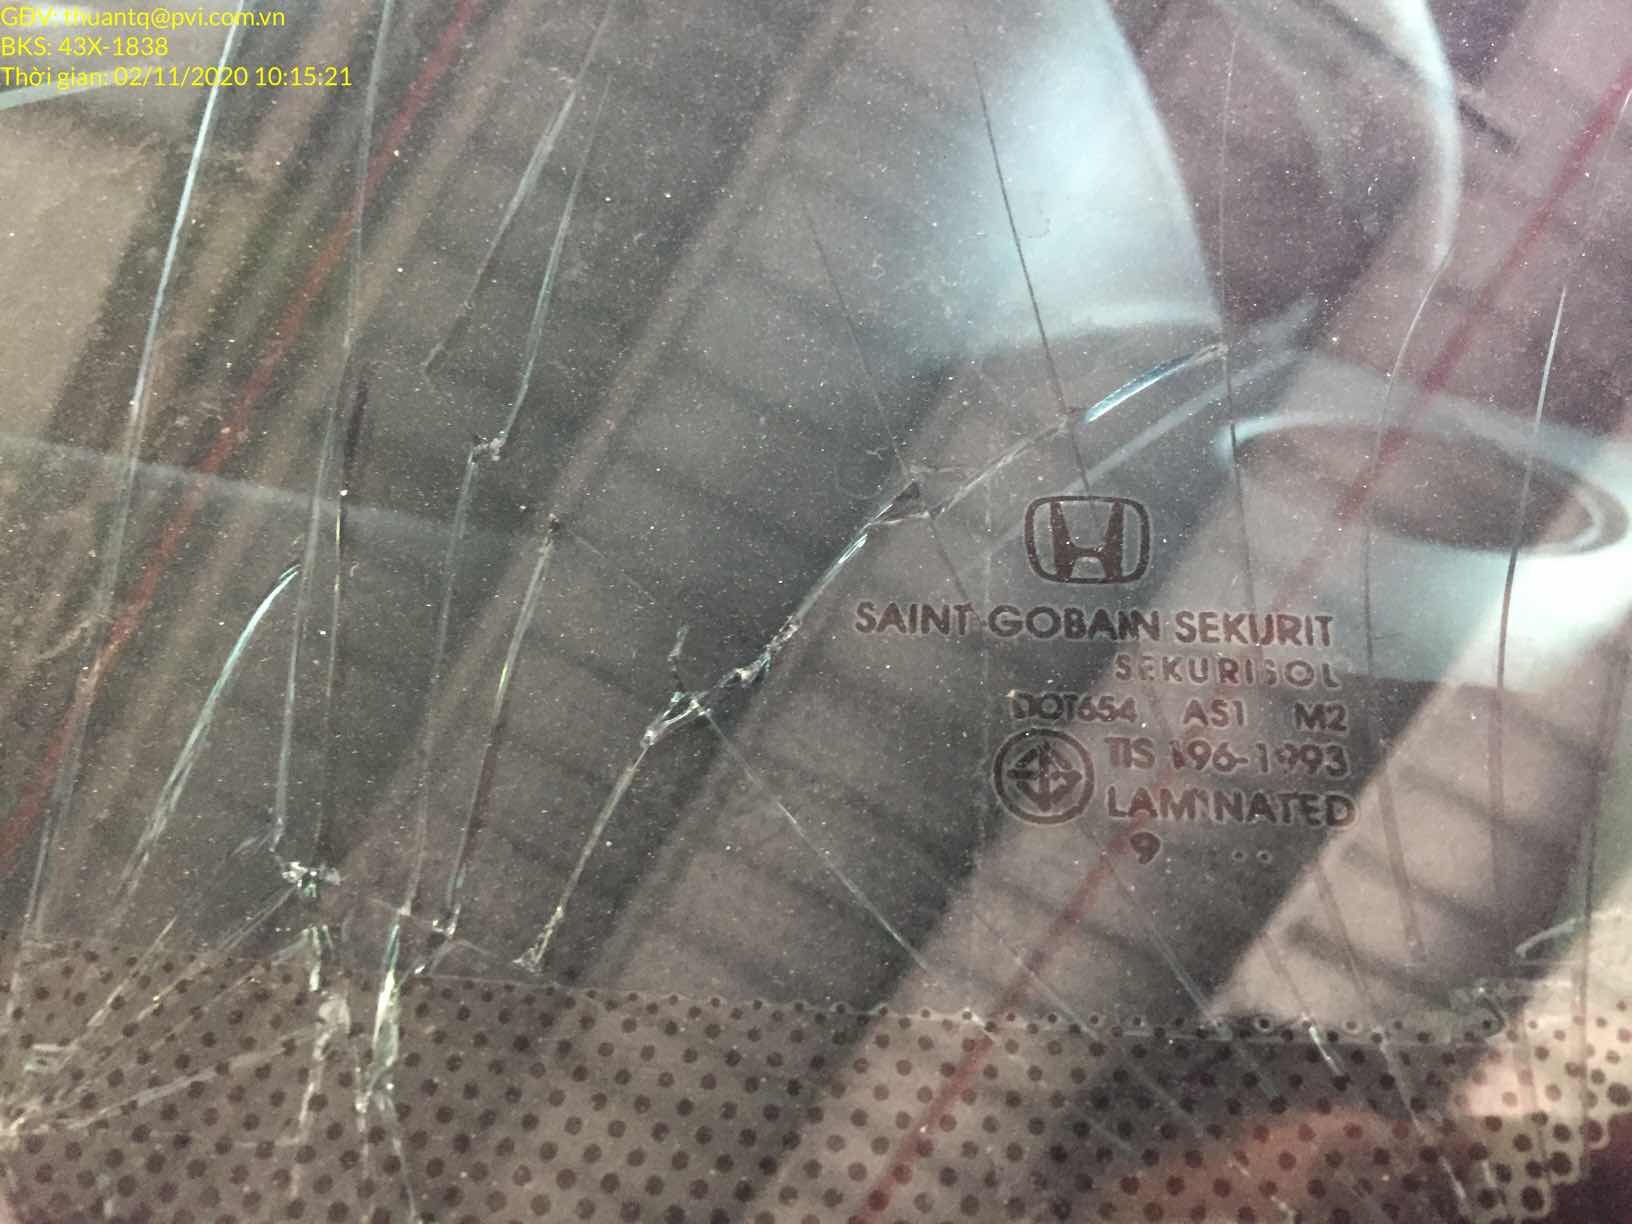 GĐV: thuantq@pvi.com.vn
BKS: 43X-1838
Thời gian: 02/11/2020 10:15:21
SAINT-GOBAIN SEKURIT
SEKURISOL
DOT654 AS1 M2
TIS 196-1993
LAMINATED
9 ..